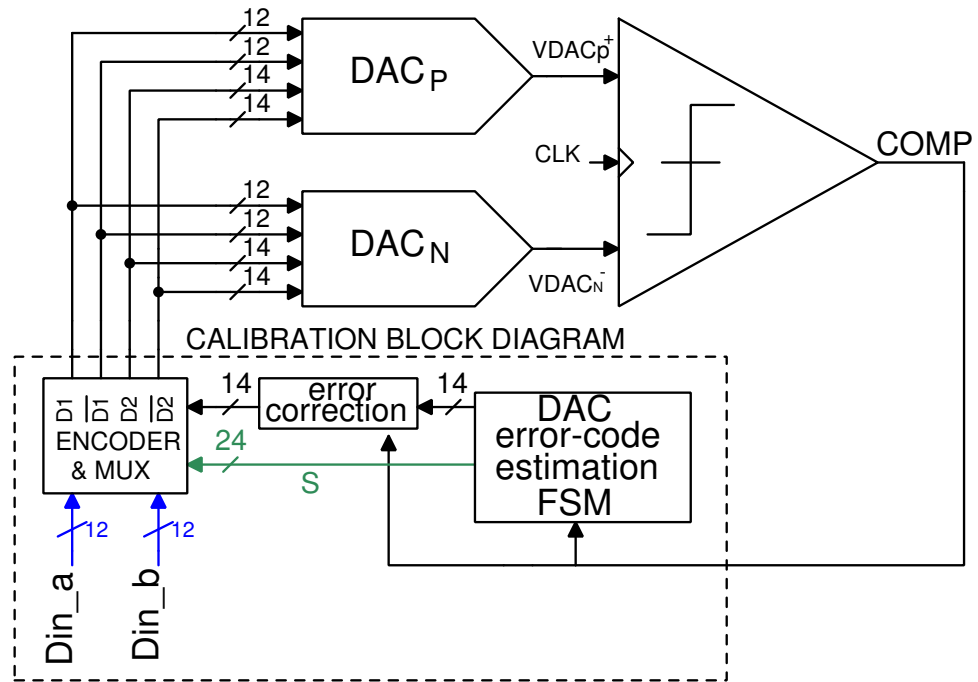 12
12
14
14
DACP
VDACp+
CLK
COMP
12
12
14
14
DACN
VDACN-
CALIBRATION BLOCK DIAGRAM
D1
D1
D2
D2
ENCODER
& MUX
14
error
correction
14
24
S
DAC
error-code
estimation
FSM
12
12
Din_a
Din_b